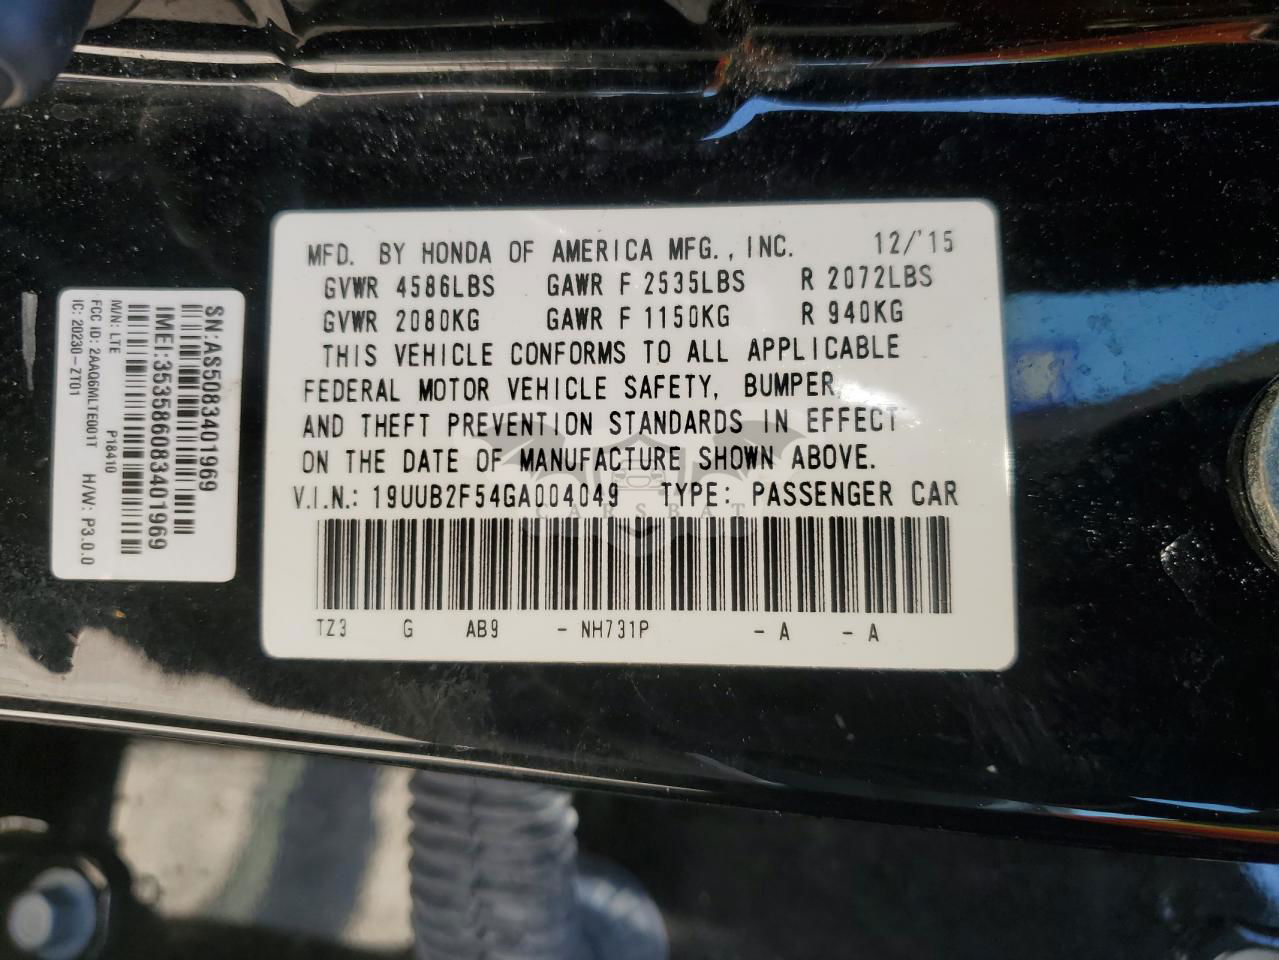 MFD. BY HONDA OF AMERICA MFG., INC. 12/'15
GVWR 4586LBS GAWR F 2535LBS R 2072LBS
GVWR 2080KG GAWR F 1150KG R 940KG
THIS VEHICLE CONFORMS TO ALL APPLICABLE
FEDERAL MOTOR VEHICLE SAFETY, BUMPER,
AND THEFT PREVENTION STANDARDS IN EFFECT
ON THE DATE OF MANUFACTURE SHOWN ABOVE.
V.I.N.: 19UUB2F54GA004049 TYPE: PASSENGER CAR
TZ3 G AB9 - NH731P - A - A
CARSBAT
SN:AS5083401969
IMEI:353586083401969
M/N: LTE P18410
FCC ID: 2AAQ6MLTE001T H/W: P3.0.0
IC: 20230-ZT01